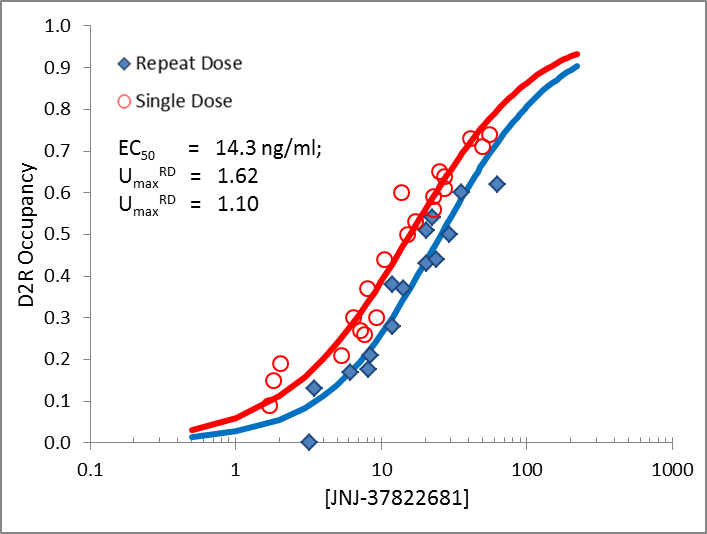 1.0
0.9
0.8
0.7
0.6
0.5
0.4
0.3
0.2
0.1
0.0
D2R Occupancy
Repeat Dose
Single Dose
EC50 = 14.3 ng/ml;
UmaxRD = 1.62
UmaxRD = 1.10
0.1 1 10 100 1000
[JNJ-37822681]